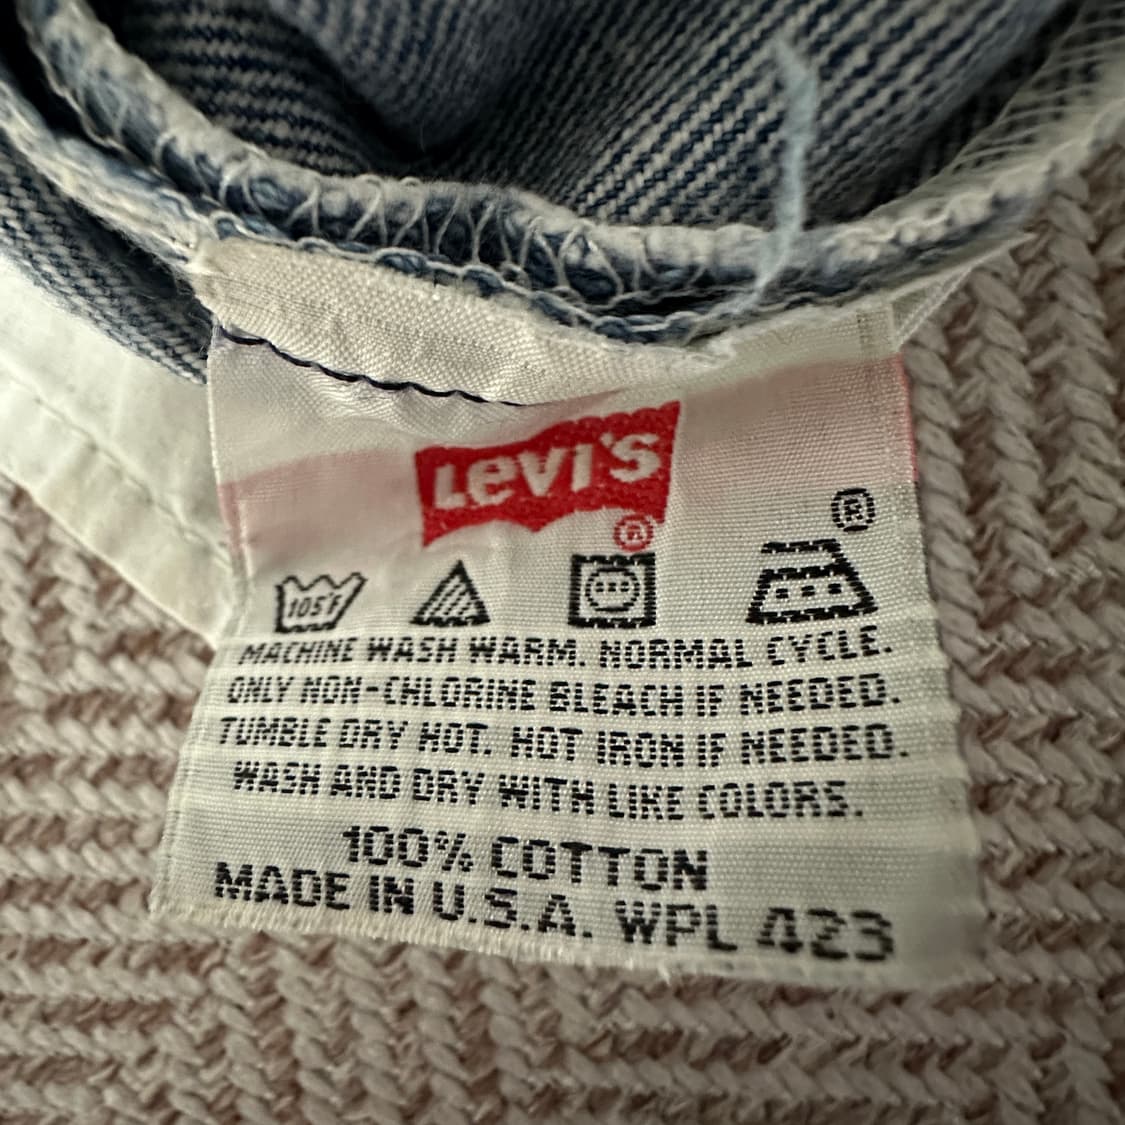 LEVI'S
®
®
105°F
MACHINE WASH WARM. NORMAL CYCLE.
ONLY NON-CHLORINE BLEACH IF NEEDED.
TUMBLE DRY HOT. HOT IRON IF NEEDED.
WASH AND DRY WITH LIKE COLORS.
100% COTTON
MADE IN U.S.A. WPL 423